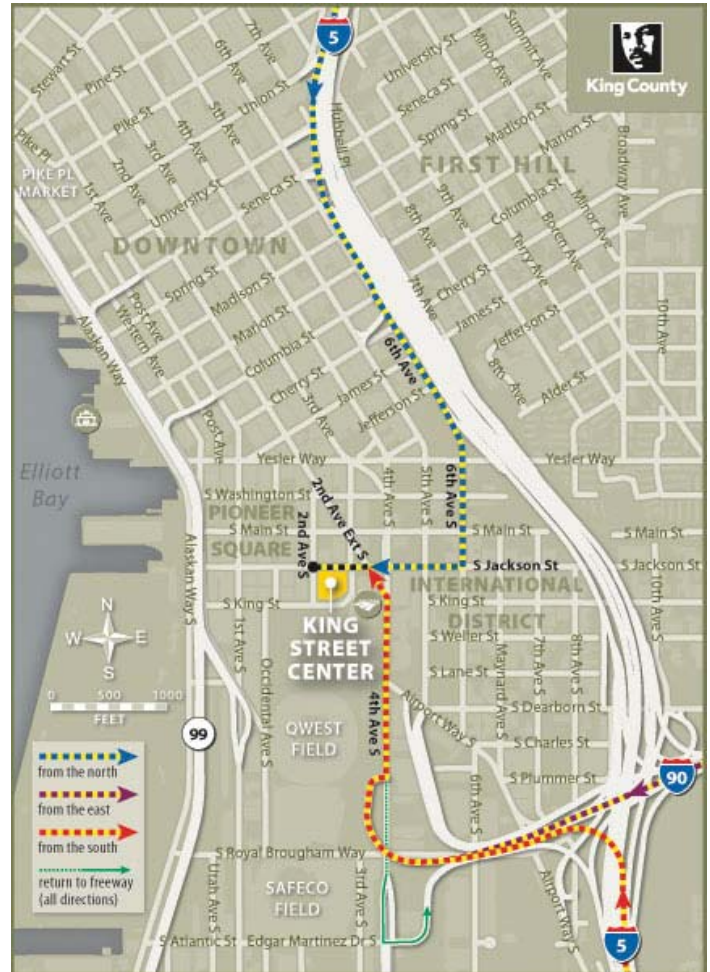 5
King County
Stewart St
Pine St
Pike St
Pike Pl
7th Ave
6th Ave
5th Ave
4th Ave
3rd Ave
2nd Ave
1st Ave
Union St
University St
Seneca St
Hubbell Pl
University St
Seneca St
Spring St
Madison St
Marion St
Summit Ave
Minor Ave
Broadway Ave
PIKE PL
MARKET
FIRST HILL
9th Ave
8th Ave
7th Ave
Columbia St
Cherry St
James St
Terry Ave
Boren Ave
Minor Ave
Jefferson St
8th Ave
Alder St
10th Ave
DOWNTOWN
Spring St
Madison St
Marion St
Columbia St
Cherry St
James St
Jefferson St
Post Ave
Western Ave
Alaskan Way
6th Ave
3rd Ave
Post Ave
Yesler Way
Yesler Way
Elliott
Bay
S Washington St
4th Ave S
5th Ave S
6th Ave S
PIONEER
SQUARE
S Main St
S Main St
S Main St
2nd Ave Ext S
2nd Ave S
S Jackson St
S Jackson St
10th Ave S
INTERNATIONAL
DISTRICT
S King St
S King St
KING
STREET
CENTER
Alaskan Way S
1st Ave S
Occidental Ave S
S Weller St
S Lane St
Maynard Ave S
7th Ave S
8th Ave S
S Dearborn St
S Charles St
S Plummer St
Airport Way S
4th Ave S
6th Ave S
N
W
E
S
0
500
1000
FEET
99
QWEST
FIELD
90
from the north
from the east
from the south
return to freeway
(all directions)
S Royal Brougham Way
Utah Ave S
SAFECO
FIELD
3rd Ave S
Airport Way S
S Atlantic St
Edgar Martinez Dr S
5